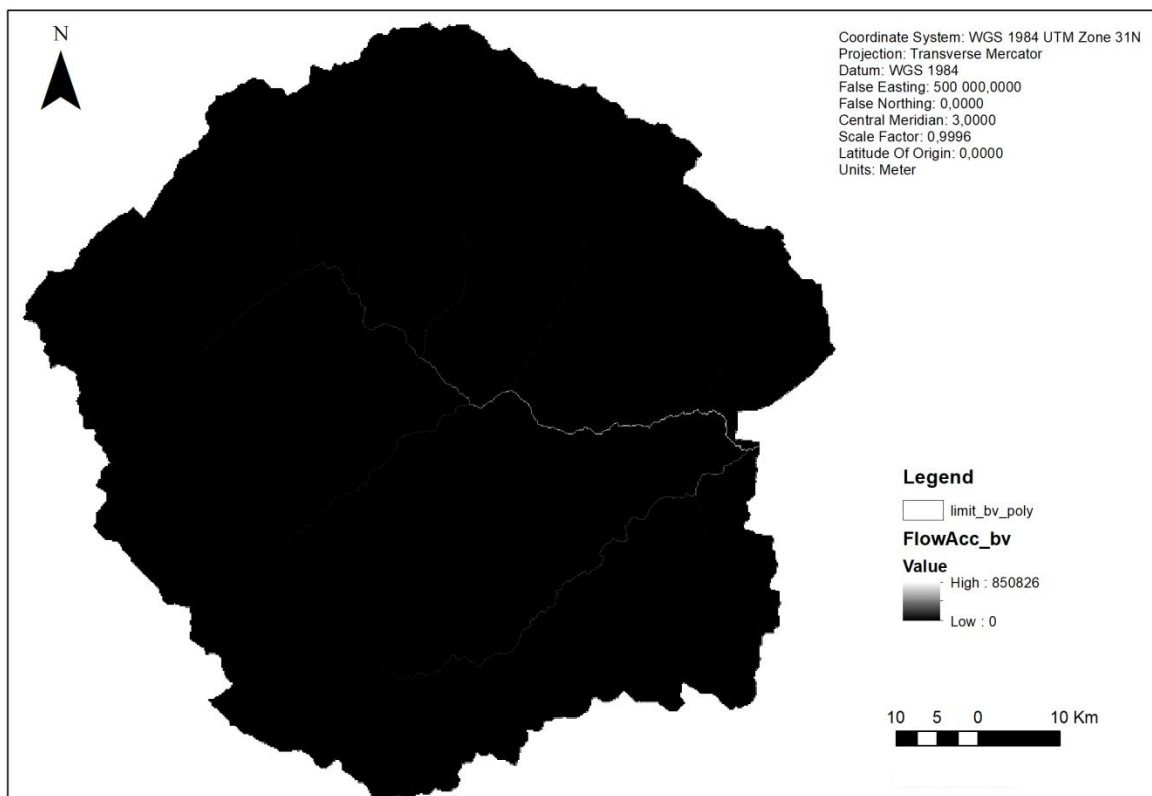 N
Coordinate System: WGS 1984 UTM Zone 31N
Projection: Transverse Mercator
Datum: WGS 1984
False Easting: 500 000,0000
False Northing: 0,0000
Central Meridian: 3,0000
Scale Factor: 0,9996
Latitude Of Origin: 0,0000
Units: Meter
Legend
limit_bv_poly
FlowAcc_bv
Value
High : 850826
Low : 0
10 5 0 10 Km